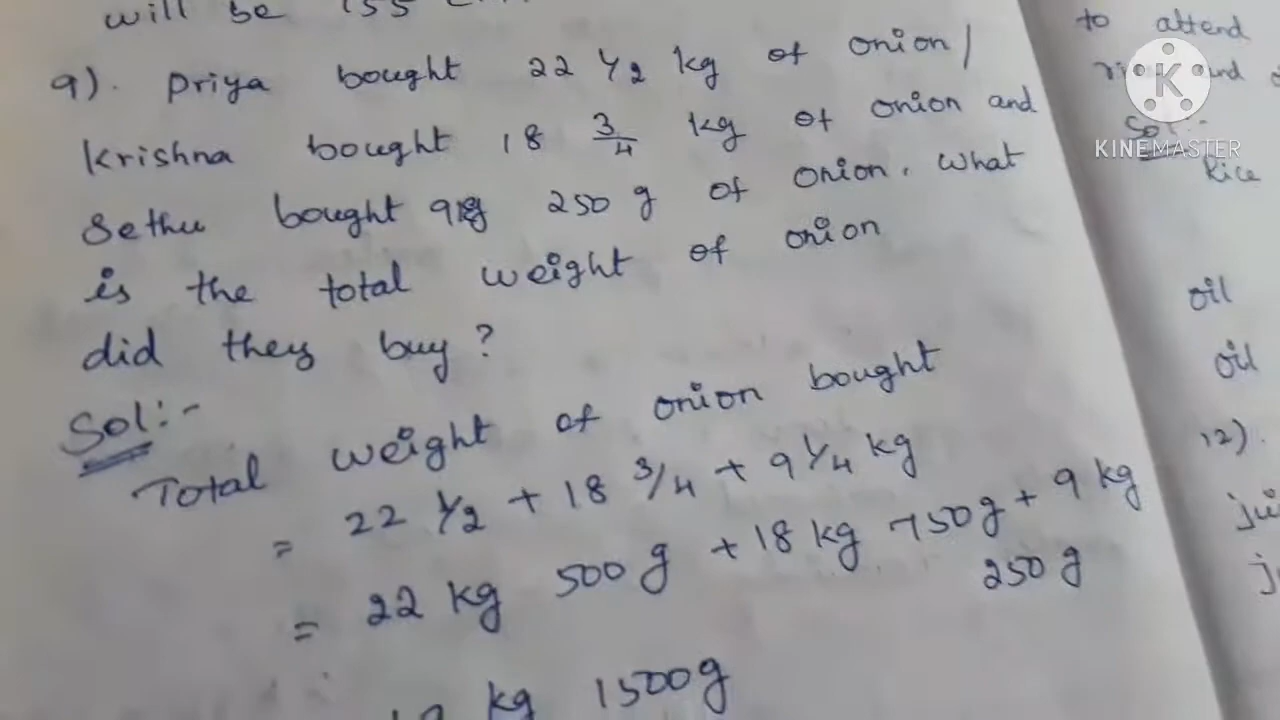 will be 155
9). Priya bought 22 1/2 kg of onion,
Krishna bought 18 3/4 kg of onion and
Sethu bought 9kg 250 g of onion. What
is the total weight of onion
did they buy?
Sol:-
Total weight of onion bought
= 22 1/2 + 18 3/4 + 9 1/4 kg
= 22 kg 500 g + 18 kg 750g + 9 kg
250 g
kg 1500g
to attend
Sol:-
Rice
oil
oil
12).
K
KINEMASTER